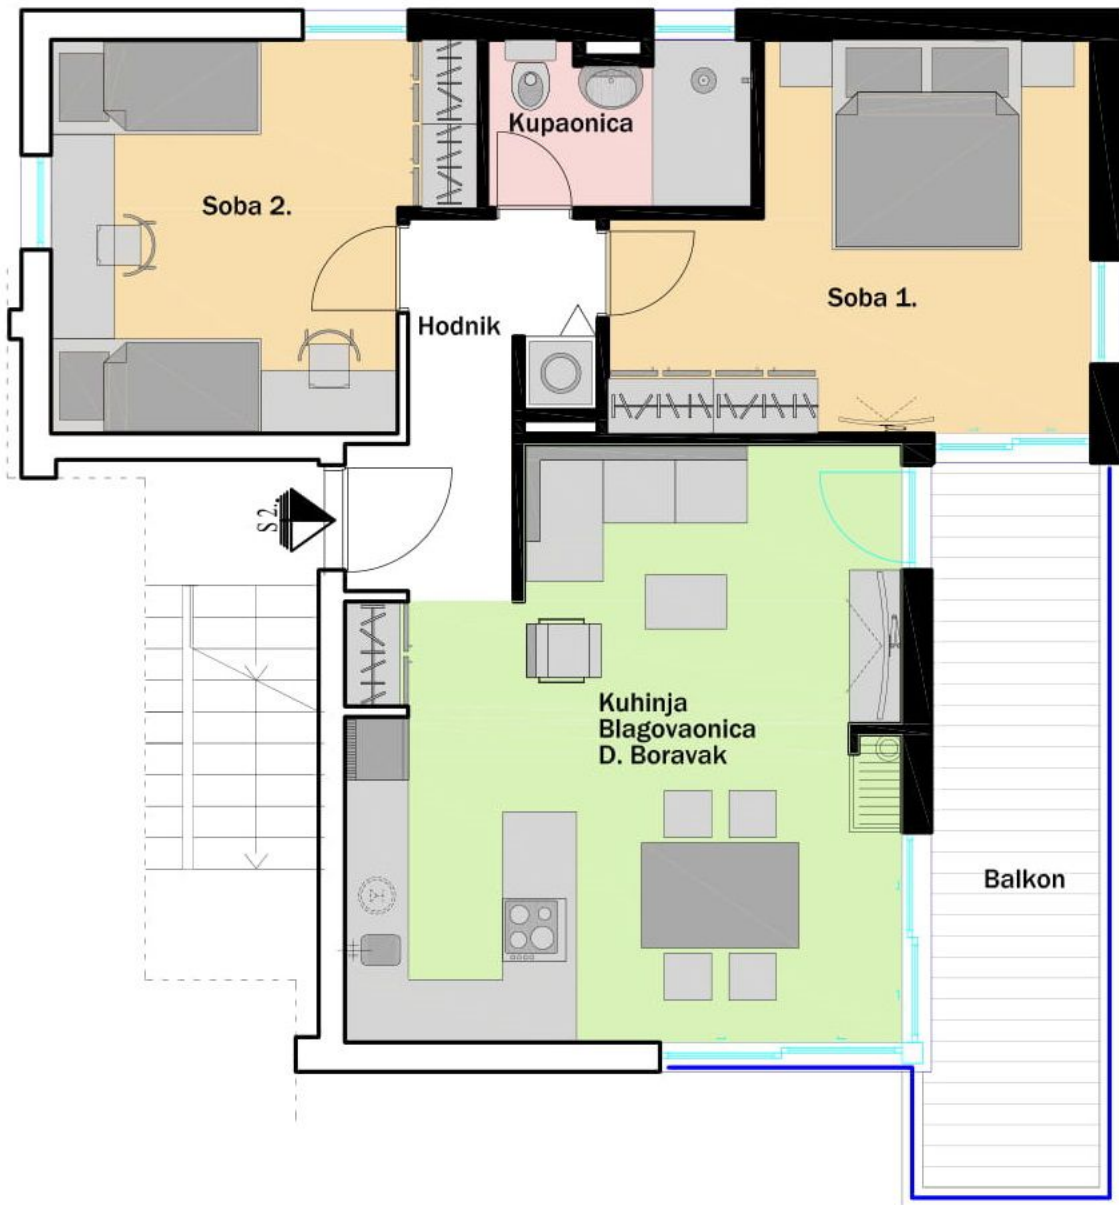 Kupaonica
Soba 2.
Soba 1.
Hodnik
S 2.
Kuhinja
Blagovaonica
D. Boravak
Balkon